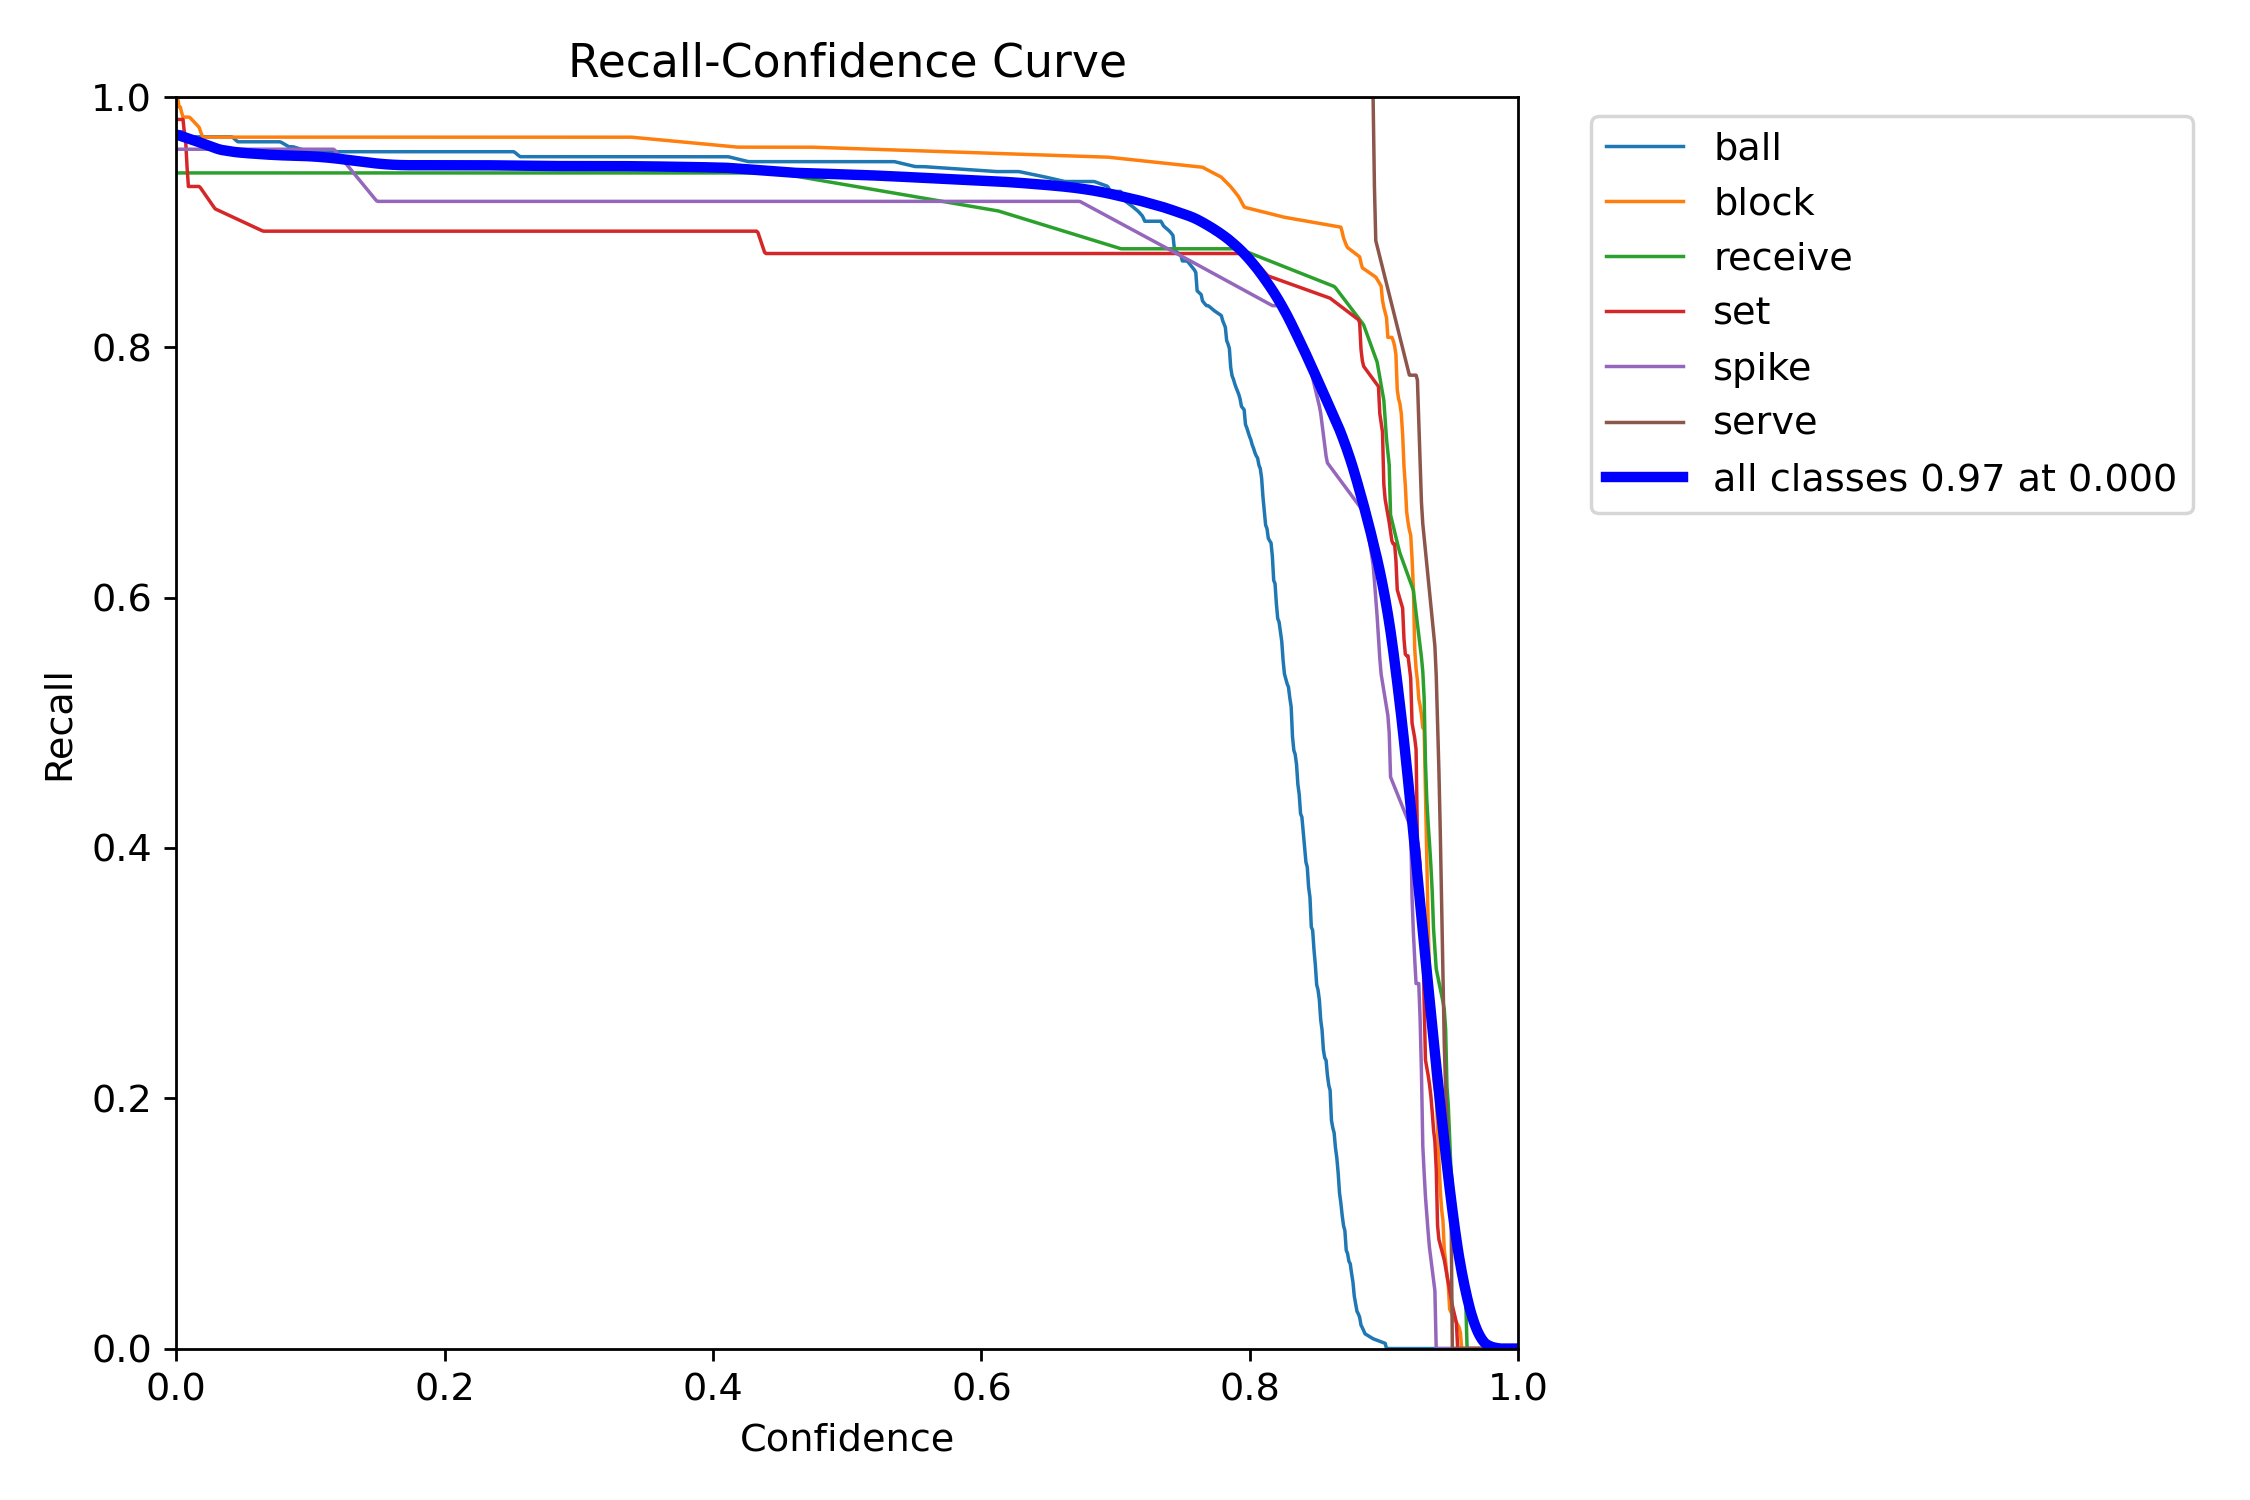 Recall-Confidence Curve
1.0
0.8
0.6
0.4
0.2
0.0
Recall
0.0 0.2 0.4 0.6 0.8 1.0
Confidence
ball
block
receive
set
spike
serve
all classes 0.97 at 0.000